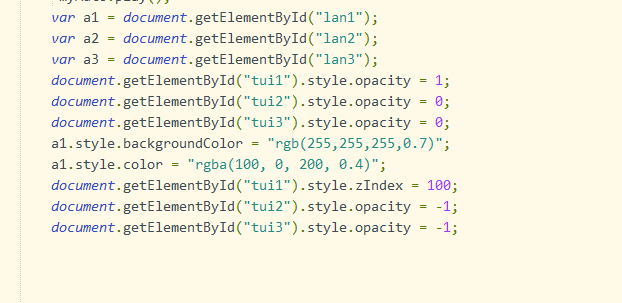 var a1 = document.getElementById("lan1");
var a2 = document.getElementById("lan2");
var a3 = document.getElementById("lan3");
document.getElementById("tui1").style.opacity = 1;
document.getElementById("tui2").style.opacity = 0;
document.getElementById("tui3").style.opacity = 0;
a1.style.backgroundColor = "rgb(255,255,255,0.7)";
a1.style.color = "rgba(100, 0, 200, 0.4)";
document.getElementById("tui1").style.zIndex = 100;
document.getElementById("tui2").style.opacity = -1;
document.getElementById("tui3").style.opacity = -1;